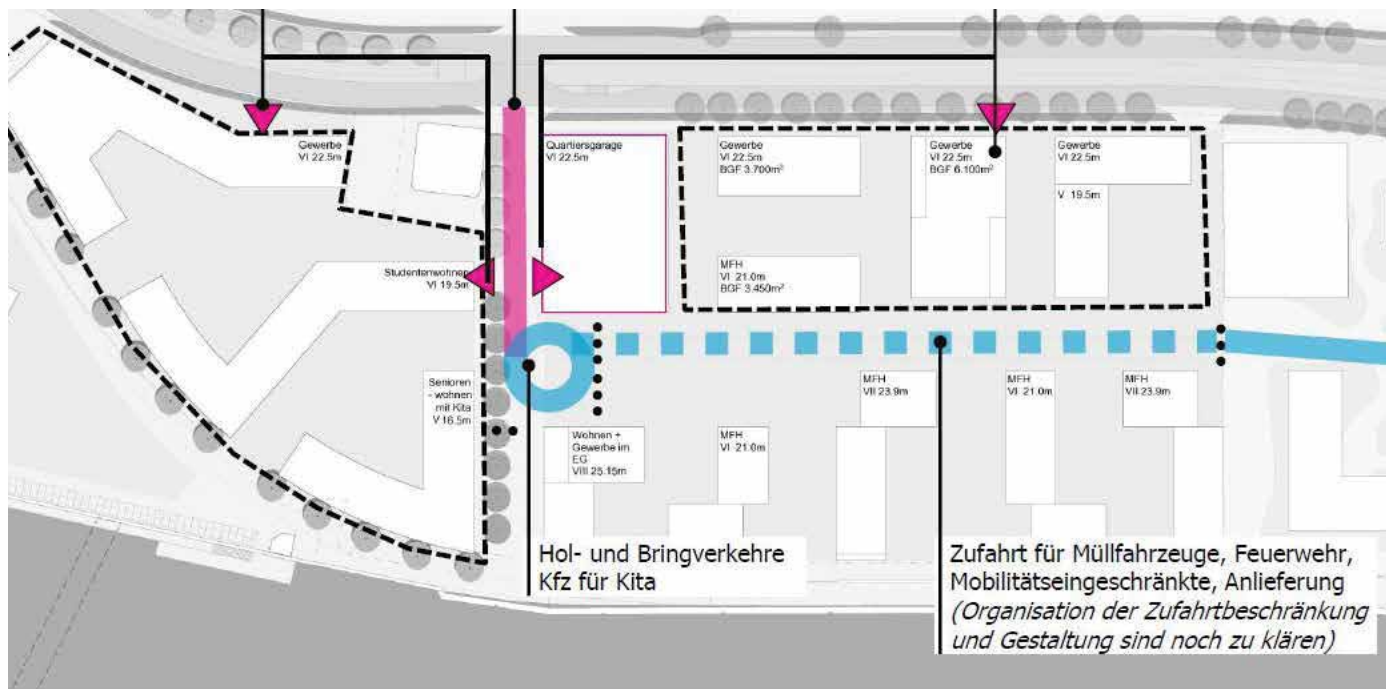 Gewerbe
VI 22.5m
Quartiersgarage
VI 22.5m
Gewerbe
VI 22.5m
BGF 3.700m²
Gewerbe
VI 22.5m
BGF 6.100m²
Gewerbe
VI 22.5m
V 19.5m
Studentenwohnen
VI 19.5m
MFH
VI 21.0m
BGF 3.450m²
Senioren
- wohnen
mit Kita
V 16.5m
MFH
VII 23.9m
MFH
VI 21.0m
MFH
VII 23.9m
Wohnen +
Gewerbe im
EG
VIII 25.15m
MFH
VI 21.0m
Hol- und Bringverkehre
Kfz für Kita
Zufahrt für Müllfahrzeuge, Feuerwehr,
Mobilitätseingeschränkte, Anlieferung
(Organisation der Zufahrtbeschränkung
und Gestaltung sind noch zu klären)